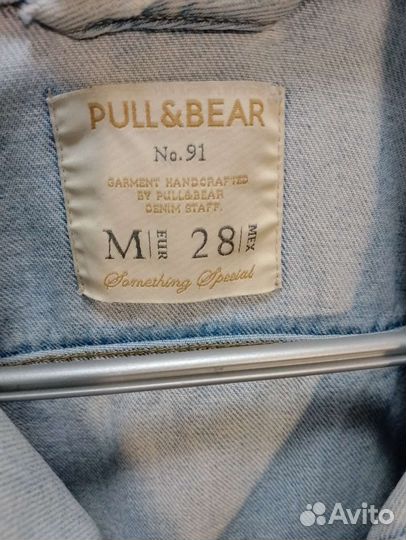 PULL&BEAR
No.91
GARMENT HANDCRAFTED
BY PULL&BEAR
DENIM STAFF.
M EUR 28 MEX
Something Special
Avito